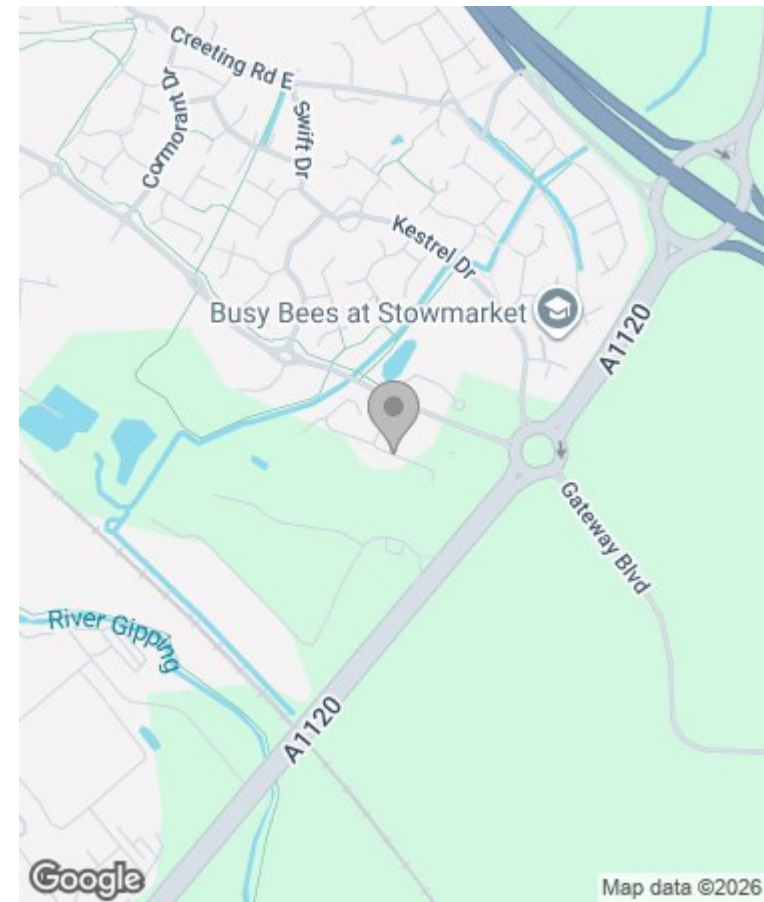 Creeting Rd E
Cormorant Dr
Swift Dr
Kestrel Dr
Busy Bees at Stowmarket
A1120
Gateway Blvd
River Gipping
A1120
Google
Map data ©2026